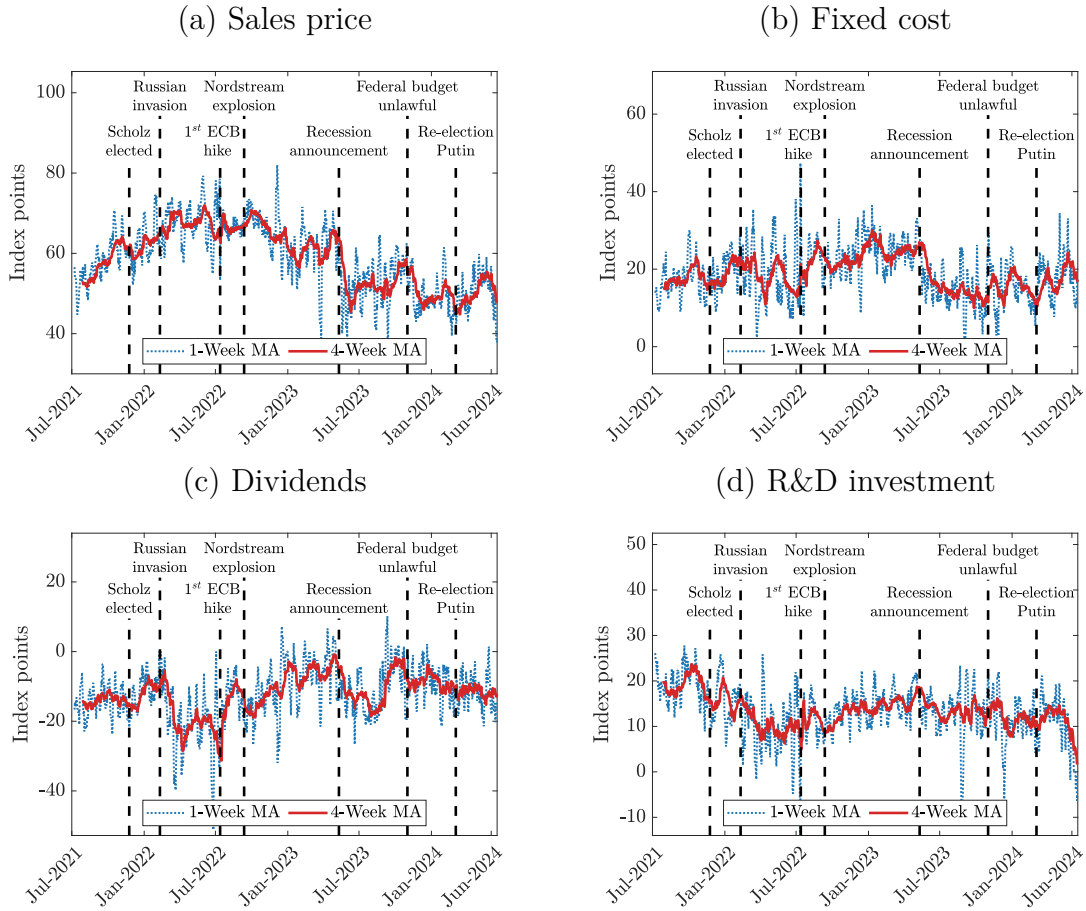 (a) Sales price
100
80
60
40
Index points
Russian
invasion
Nordstream
explosion
Federal budget
unlawful
Scholz
elected
1st ECB
hike
Recession
announcement
Re-election
Putin
1-Week MA
4-Week MA
Jul-2021
Jan-2022
Jul-2022
Jan-2023
Jul-2023
Jan-2024
Jun-2024
(b) Fixed cost
60
40
20
0
Index points
Russian
invasion
Nordstream
explosion
Federal budget
unlawful
Scholz
elected
1st ECB
hike
Recession
announcement
Re-election
Putin
1-Week MA
4-Week MA
Jul-2021
Jan-2022
Jul-2022
Jan-2023
Jul-2023
Jan-2024
Jun-2024
(c) Dividends
20
0
-20
-40
Index points
Russian
invasion
Nordstream
explosion
Federal budget
unlawful
Scholz
elected
1st ECB
hike
Recession
announcement
Re-election
Putin
1-Week MA
4-Week MA
Jul-2021
Jan-2022
Jul-2022
Jan-2023
Jul-2023
Jan-2024
Jun-2024
(d) R&D investment
50
40
30
20
10
0
-10
Index points
Russian
invasion
Nordstream
explosion
Federal budget
unlawful
Scholz
elected
1st ECB
hike
Recession
announcement
Re-election
Putin
1-Week MA
4-Week MA
Jul-2021
Jan-2022
Jul-2022
Jan-2023
Jul-2023
Jan-2024
Jun-2024